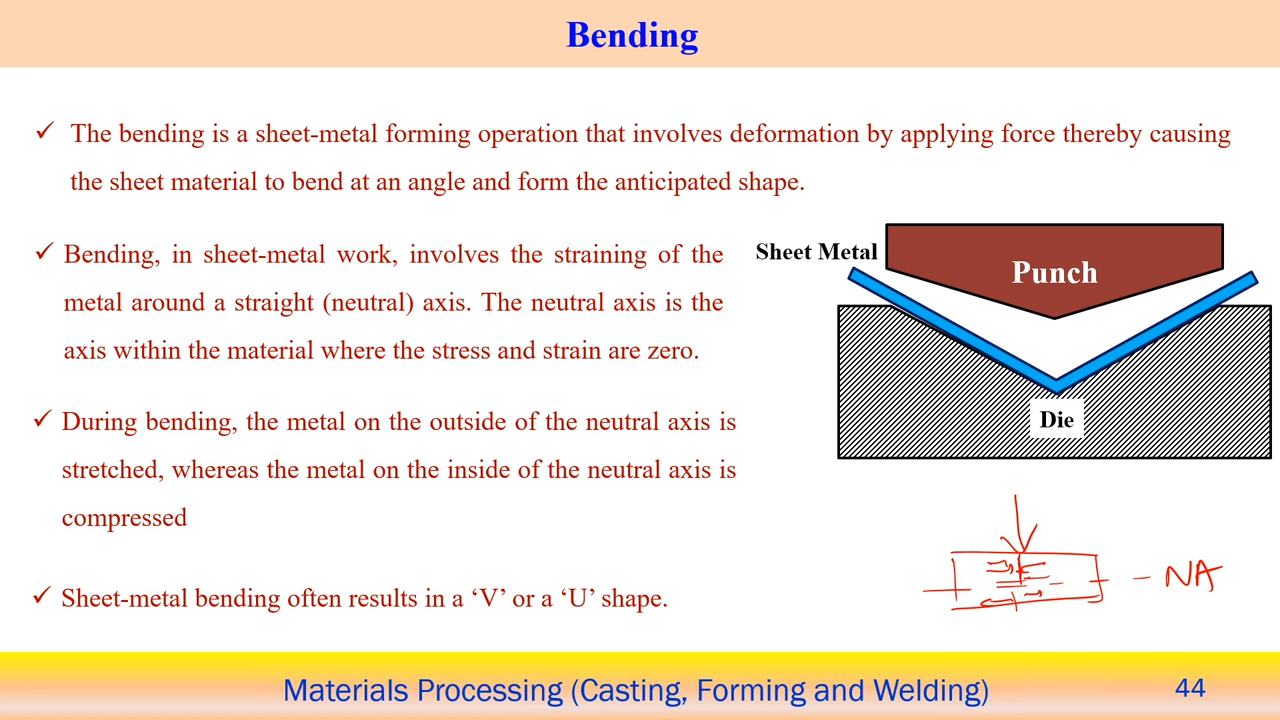 Bending
✓ The bending is a sheet-metal forming operation that involves deformation by applying force thereby causing
the sheet material to bend at an angle and form the anticipated shape.
✓ Bending, in sheet-metal work, involves the straining of the
metal around a straight (neutral) axis. The neutral axis is the
axis within the material where the stress and strain are zero.
✓ During bending, the metal on the outside of the neutral axis is
stretched, whereas the metal on the inside of the neutral axis is
compressed
✓ Sheet-metal bending often results in a ‘V’ or a ‘U’ shape.
Sheet Metal
Punch
Die
- NA
Materials Processing (Casting, Forming and Welding)
44